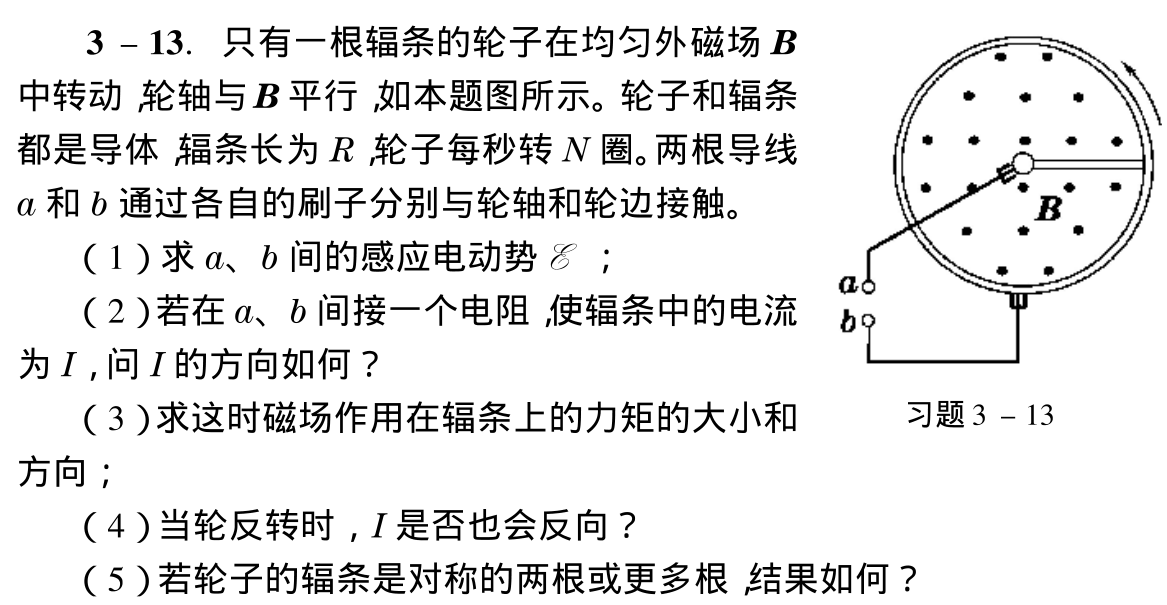 3 - 13. 只有一根辐条的轮子在均匀外磁场 B
中转动,轮轴与 B 平行,如本题图所示。轮子和辐条
都是导体,辐条长为 R,轮子每秒转 N 圈。两根导线
a 和 b 通过各自的刷子分别与轮轴和轮边接触。
(1)求 a、b 间的感应电动势 ℰ ;
(2)若在 a、b 间接一个电阻,使辐条中的电流
为 I ,问 I 的方向如何?
(3)求这时磁场作用在辐条上的力矩的大小和
方向;
(4)当轮反转时,I 是否也会反向?
(5)若轮子的辐条是对称的两根或更多根,结果如何?
B
a
b
习题 3 - 13